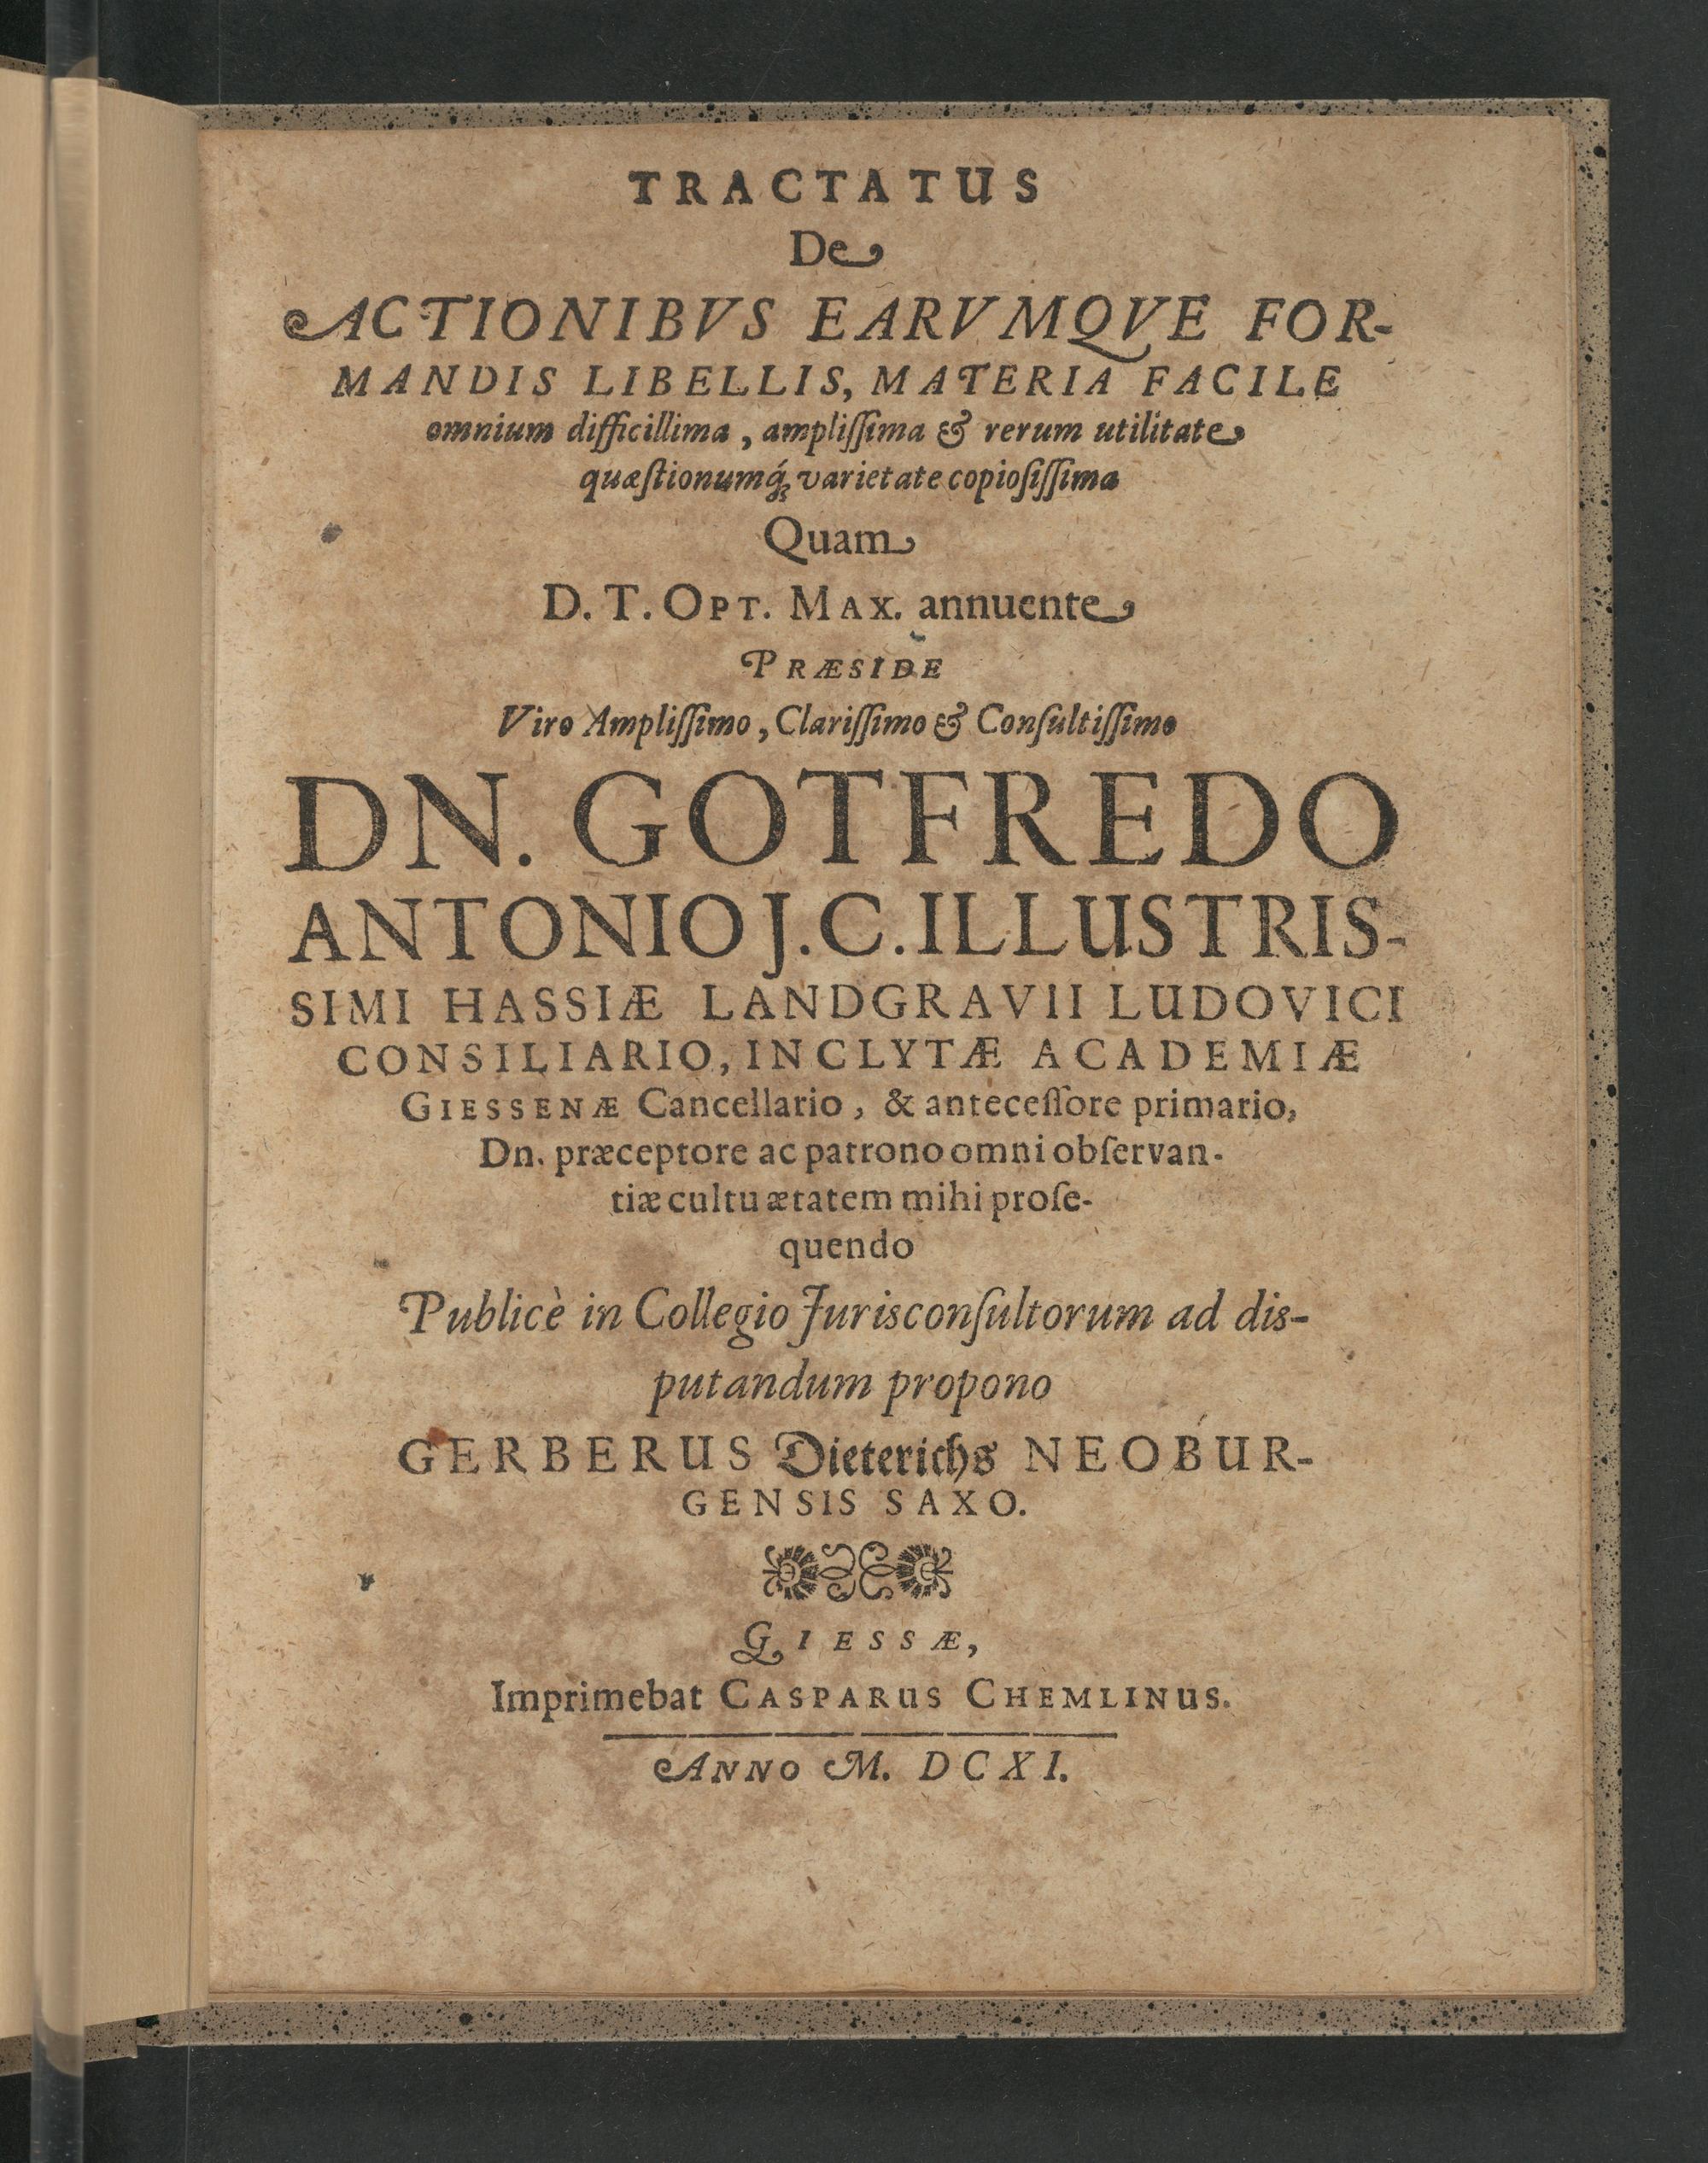 TRACTATUS
De
ACTIONIBVS EARVMQVE FOR-
MANDIS LIBELLIS, MATERIA FACILE
omnium difficillima, ampliſſima & rerum utilitate
quæſtionumq́; varietate copioſiſſima
Quam
D. T. OPT. MAX. annuente
PRÆSIDE
Viro Ampliſſimo, Clariſſimo & Conſultiſſimo
DN. GOTFREDO
ANTONIO J.C. ILLUSTRIS-
SIMI HASSIÆ LANDGRAVII LUDOVICI
CONSILIARIO, INCLYTÆ ACADEMIÆ
GIESSENÆ Cancellario, & anteceſſore primario,
Dn. præceptore ac patrono omni obſervan-
tiæ cultu ætatem mihi proſe-
quendo
Publicè in Collegio Jurisconſultorum ad dis-
putandum propono
GERBERUS Dieterichs NEOBUR-
GENSIS SAXO.
GIESSÆ,
Imprimebat CASPARUS CHEMLINUS.
ANNO M. DCXI.